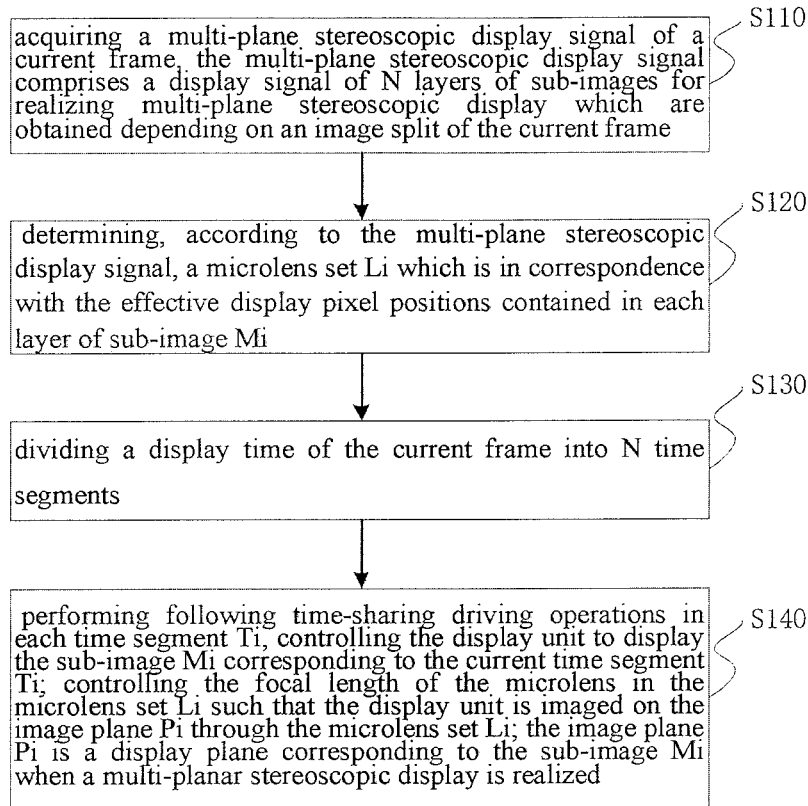 S110
acquiring a multi-plane stereoscopic display signal of a
current frame, the multi-plane stereoscopic display signal
comprises a display signal of N layers of sub-images for
realizing multi-plane stereoscopic display which are
obtained depending on an image split of the current frame
S120
determining, according to the multi-plane stereoscopic
display signal, a microlens set Li which is in correspondence
with the effective display pixel positions contained in each
layer of sub-image Mi
S130
dividing a display time of the current frame into N time
segments
S140
performing following time-sharing driving operations in
each time segment Ti, controlling the display unit to display
the sub-image Mi corresponding to the current time segment
Ti; controlling the focal length of the microlens in the
microlens set Li such that the display unit is imaged on the
image plane Pi through the microlens set Li; the image plane
Pi is a display plane corresponding to the sub-image Mi
when a multi-planar stereoscopic display is realized